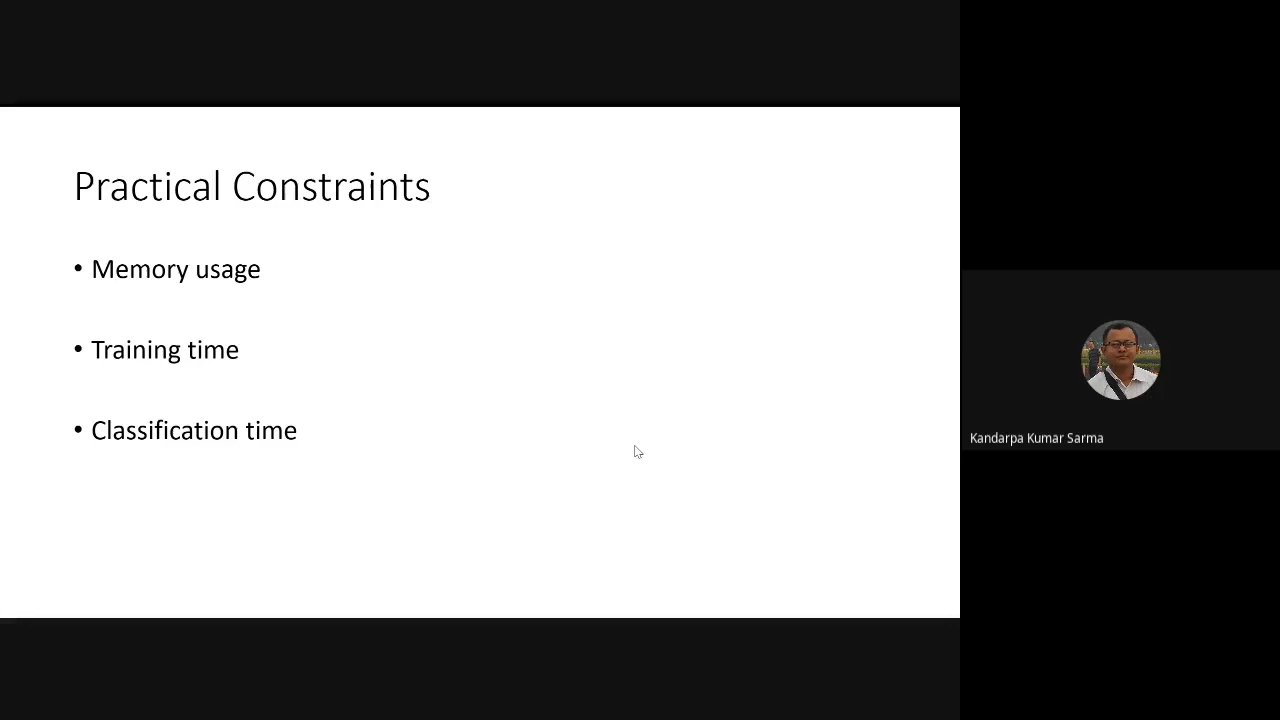 Practical Constraints
• Memory usage
• Training time
• Classification time
Kandarpa Kumar Sarma